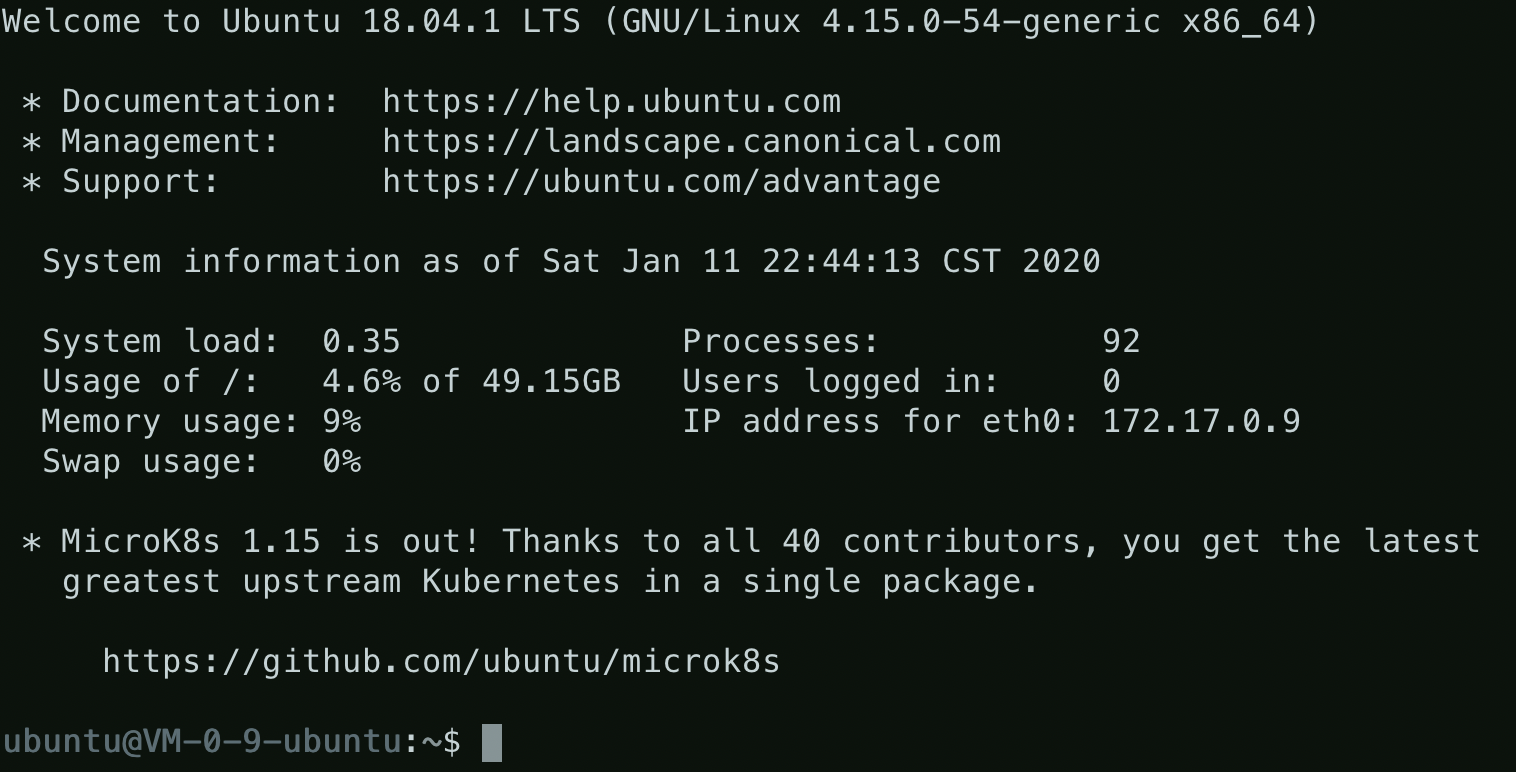 Welcome to Ubuntu 18.04.1 LTS (GNU/Linux 4.15.0-54-generic x86_64)
* Documentation:  https://help.ubuntu.com
* Management:     https://landscape.canonical.com
* Support:        https://ubuntu.com/advantage
System information as of Sat Jan 11 22:44:13 CST 2020
System load:  0.35              Processes:           92
Usage of /:   4.6% of 49.15GB   Users logged in:     0
Memory usage: 9%                IP address for eth0: 172.17.0.9
Swap usage:   0%
* MicroK8s 1.15 is out! Thanks to all 40 contributors, you get the latest
greatest upstream Kubernetes in a single package.
https://github.com/ubuntu/microk8s
ubuntu@VM-0-9-ubuntu:~$